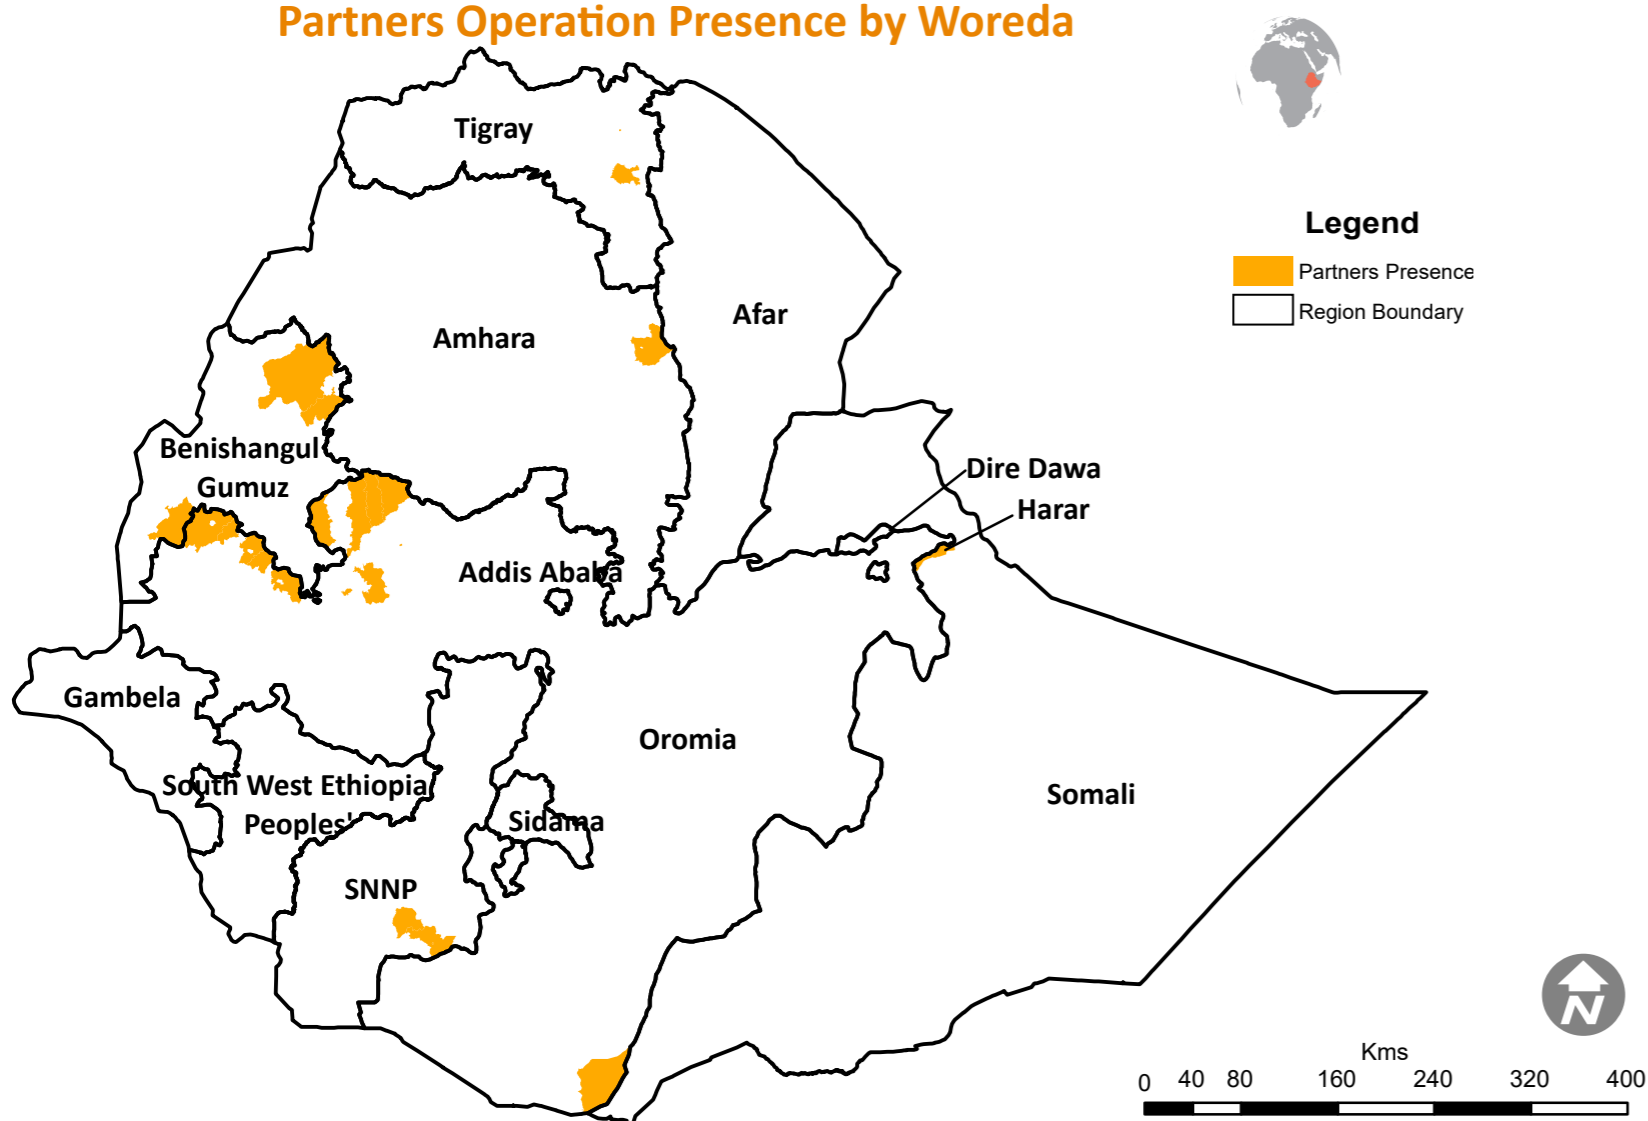 Partners Operation Presence by Woreda
Tigray
Legend
Partners Presence
Region Boundary
Afar
Amhara
Benishangul
Gumuz
Dire Dawa
Harar
Addis Ababa
Gambela
Oromia
South West Ethiopia
Peoples'
Sidama
Somali
SNNP
N
Kms
0 40 80 160 240 320 400